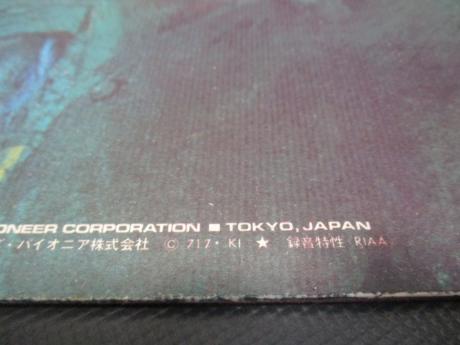 ONEER CORPORATION ■ TOKYO, JAPAN
・パイオニア株式会社 © 717・KI ★ 録音特性 RIAA